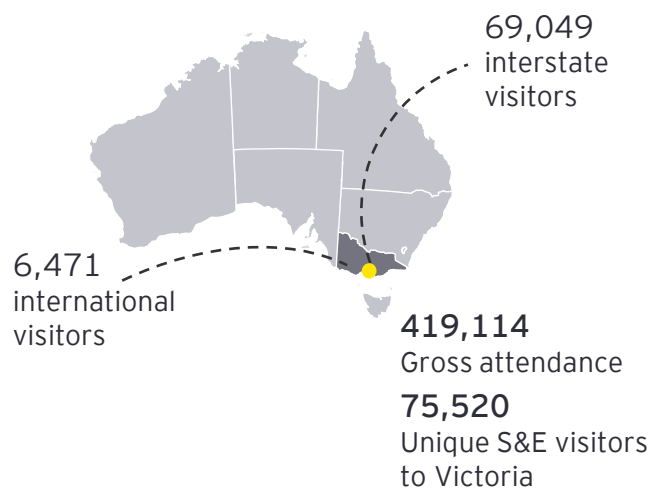 69,049
interstate
visitors
6,471
international
visitors
419,114
Gross attendance
75,520
Unique S&E visitors
to Victoria